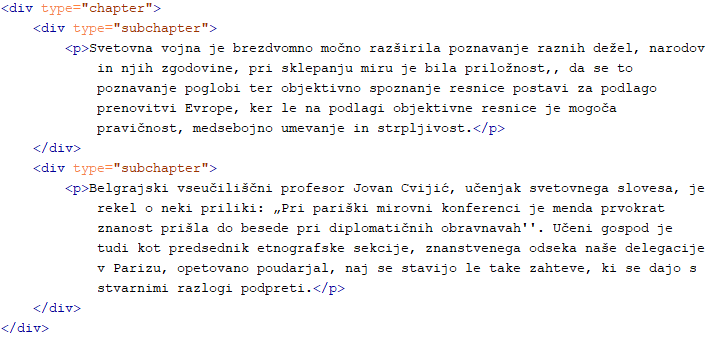 <div type="chapter">
<div type="subchapter">
<p>Svetovna vojna je brezdvomno močno razširila poznavanje raznih dežel, narodov
in njih zgodovine, pri sklepanju miru je bila priložnost,, da se to
poznavanje poglobi ter objektivno spoznanje resnice postavi za podlago
prenovitvi Evrope, ker le na podlagi objektivne resnice je mogoča
pravičnost, medsebojno umevanje in strpljivost.</p>
</div>
<div type="subchapter">
<p>Belgrajski vseučiliščni profesor Jovan Cvijić, učenjak svetovnega slovesa, je
rekel o neki priliki: „Pri pariški mirovni konferenci je menda prvokrat
znanost prišla do besede pri diplomatičnih obravnavah''. Učeni gospod je
tudi kot predsednik etnografske sekcije, znanstvenega odseka naše delegacije
v Parizu, opetovano poudarjal, naj se stavijo le take zahteve, ki se dajo s
stvarnimi razlogi podpreti.</p>
</div>
</div>